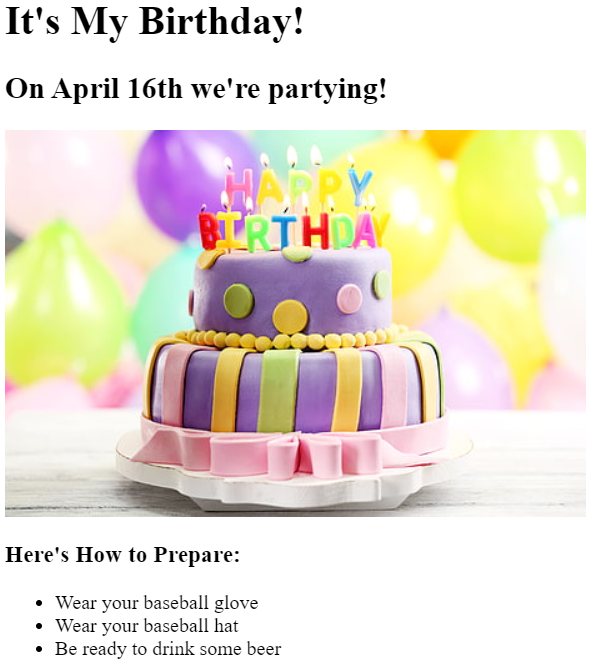 It's My Birthday!
On April 16th we're partying!
HAPPY
BIRTHDAY
Here's How to Prepare:
Wear your baseball glove
Wear your baseball hat
Be ready to drink some beer